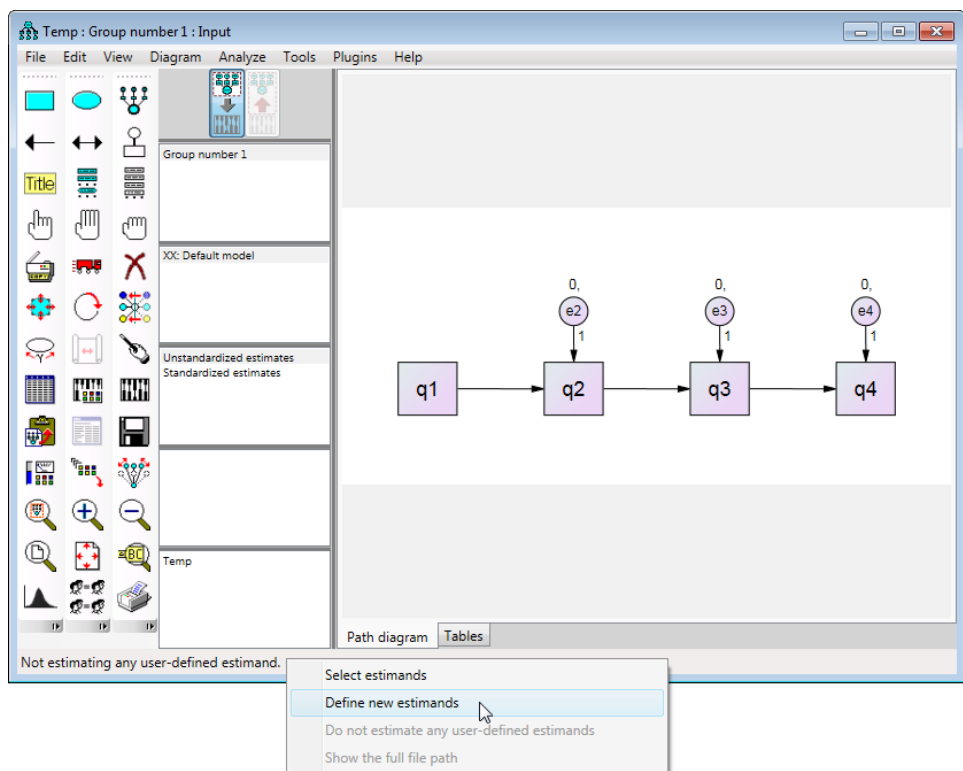 Temp : Group number 1 : Input
File Edit View Diagram Analyze Tools Plugins Help
Title
Group number 1
XX: Default model
Unstandardized estimates
Standardized estimates
Temp
0, 0, 0,
e2 e3 e4
1 1 1
q1 q2 q3 q4
Path diagram Tables
Not estimating any user-defined estimand.
Select estimands
Define new estimands
Do not estimate any user-defined estimands
Show the full file path